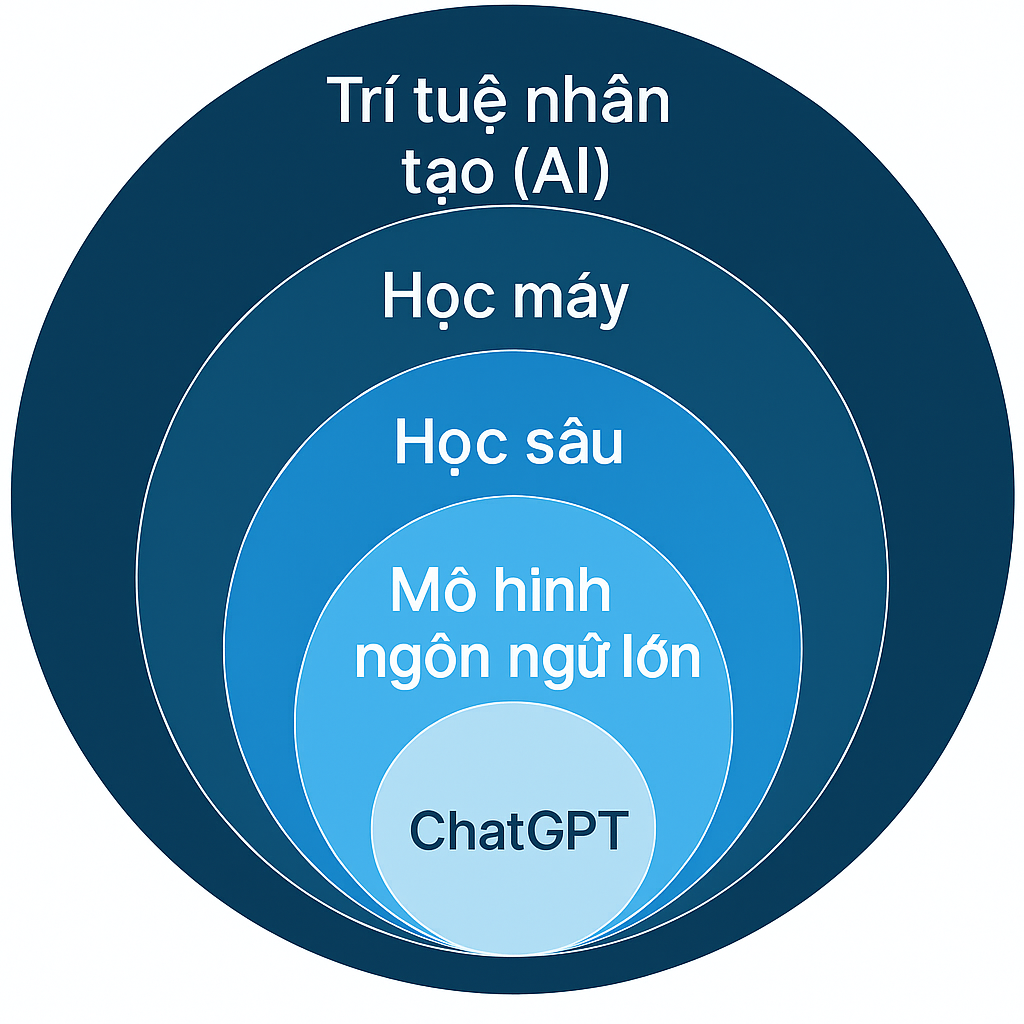 Trí tuệ nhân
tạo (AI)
Học máy
Học sâu
Mô hinh
ngôn ngữ lớn
ChatGPT